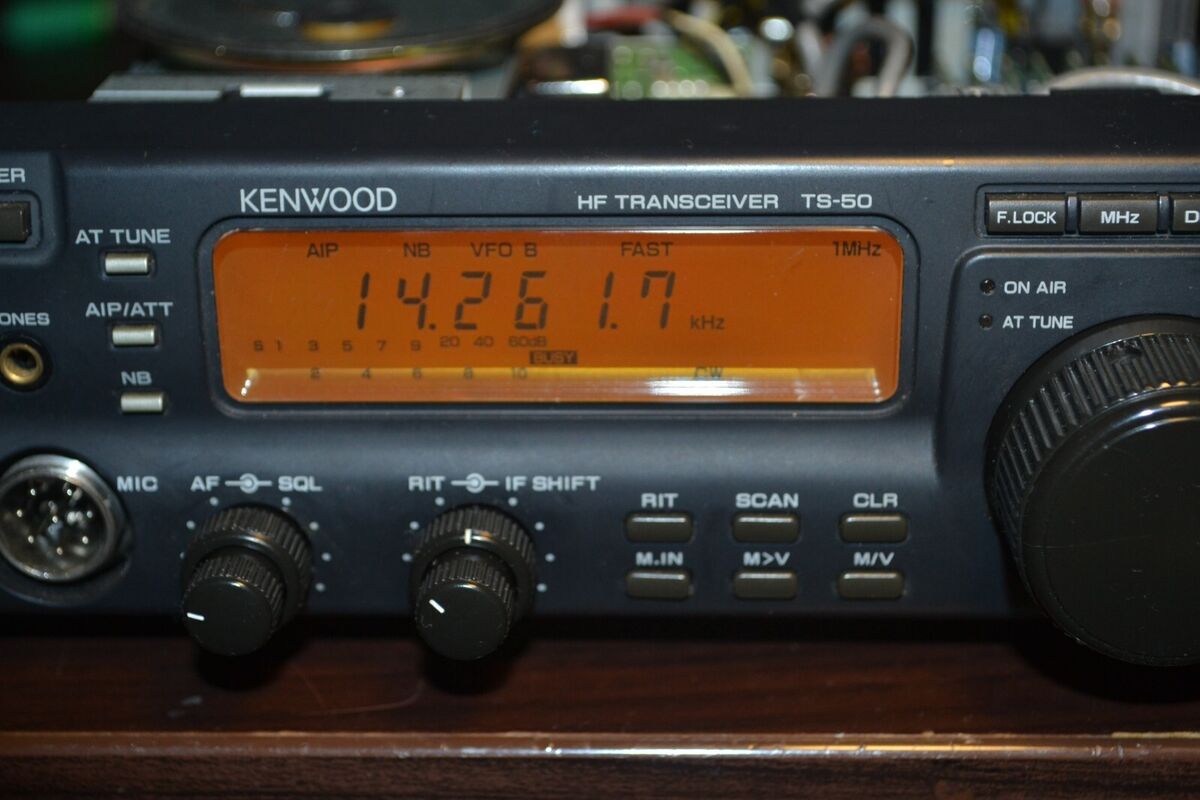 ER
KENWOOD
HF TRANSCEIVER TS-50
F.LOCK
MHz
D
AT TUNE
AIP NB VFO B FAST 1MHz
14.261.7 kHz
S 1 3 5 7 9 20 40 60dB
BUSY
2 4 6 8 10 CW
ON AIR
AT TUNE
AIP/ATT
ONES
NB
MIC
AF SQL
RIT IF SHIFT
RIT SCAN CLR
M.IN M>V M/V